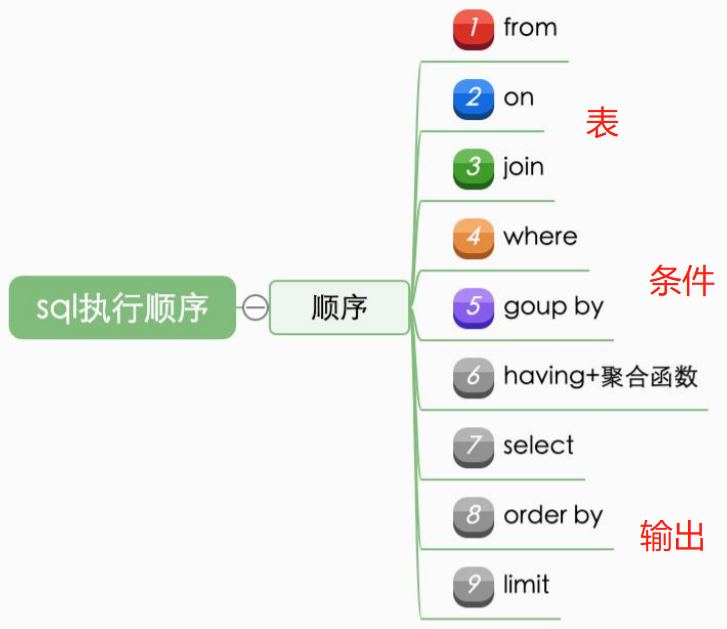 sql执行顺序
顺序
1 from
2 on
3 join
表
4 where
5 goup by
条件
6 having+聚合函数
7 select
8 order by
输出
9 limit